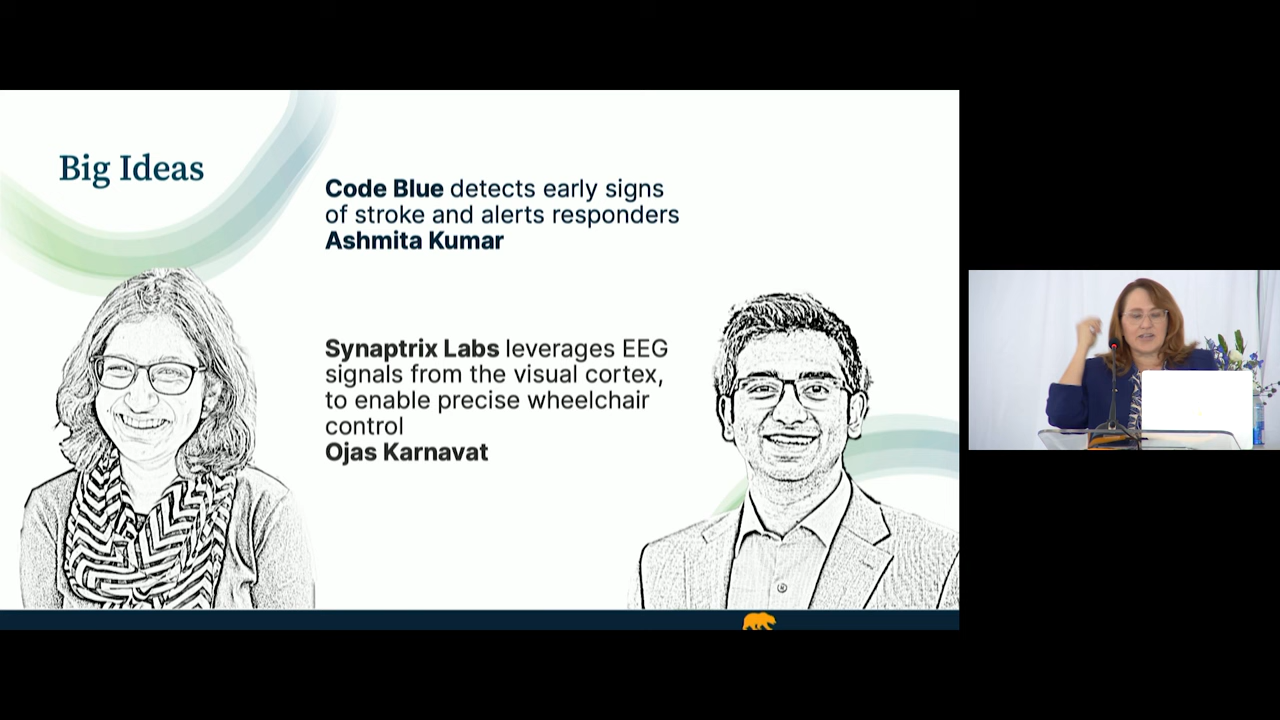 Big Ideas
Code Blue detects early signs
of stroke and alerts responders
Ashmita Kumar
Synaptrix Labs leverages EEG
signals from the visual cortex,
to enable precise wheelchair
control
Ojas Karnavat